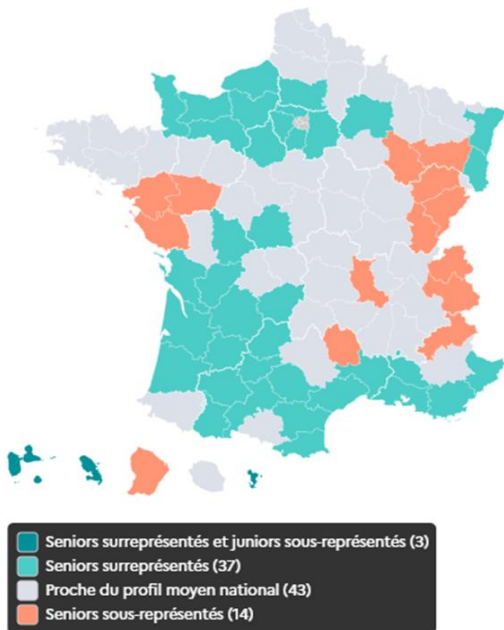 Seniors surreprésentés et juniors sous-représentés (3)
Seniors surreprésentés (37)
Proche du profil moyen national (43)
Seniors sous-représentés (14)